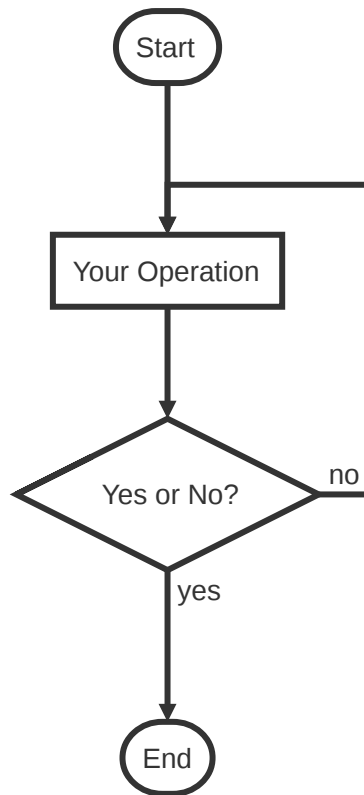 Start
Your Operation
Yes or No?
no
yes
End